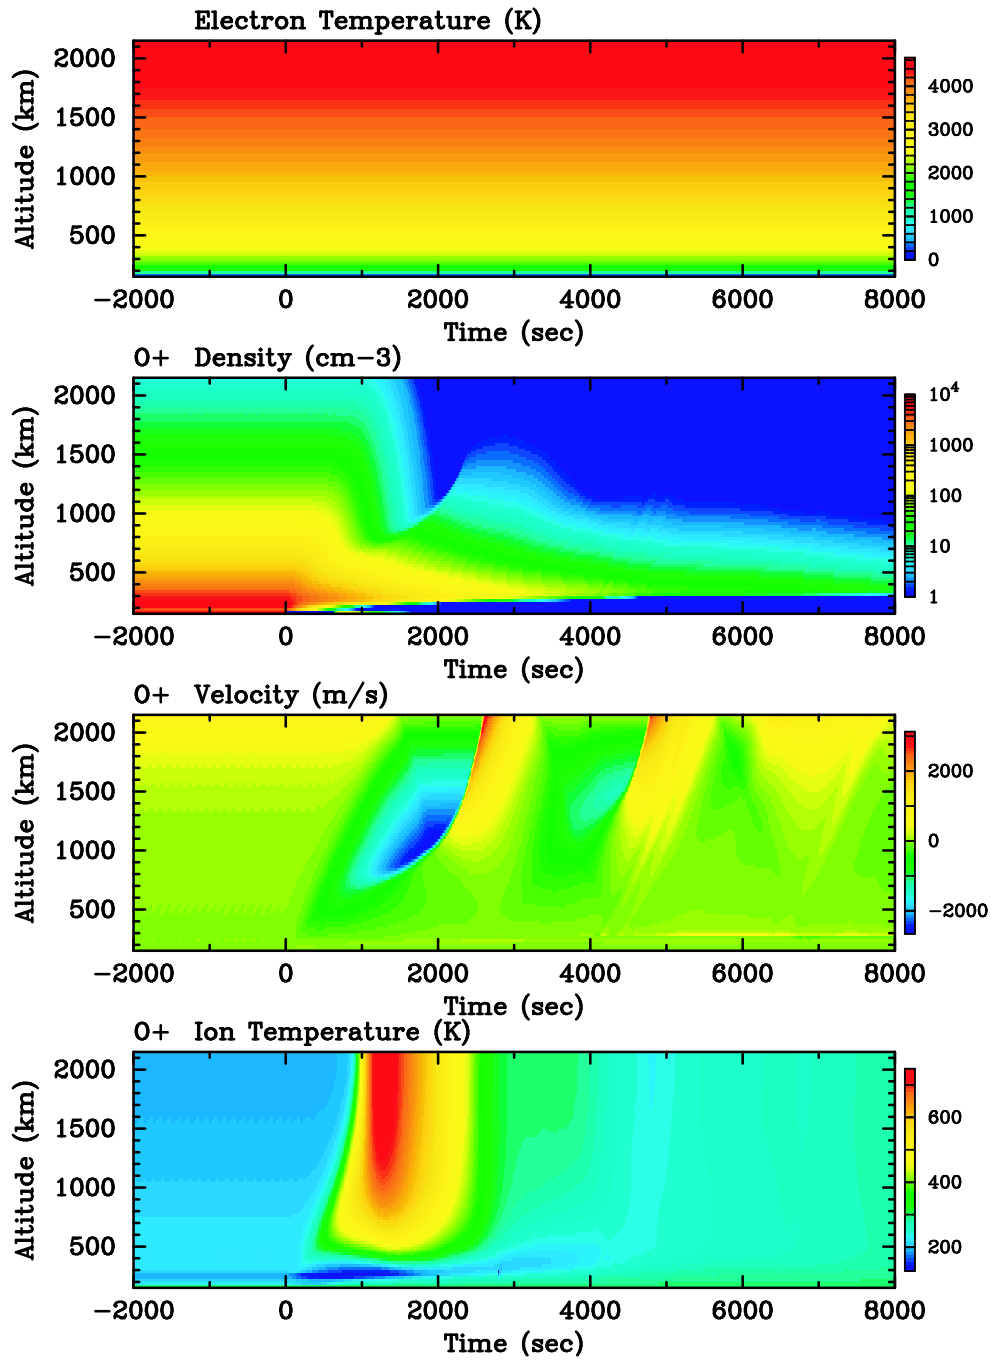 Electron Temperature (K)
2000
1500
1000
500
Altitude (km)
4000
3000
2000
1000
0
−2000 0 2000 4000 6000 8000
Time (sec)
O+ Density (cm−3)
2000
1500
1000
500
Altitude (km)
10⁴
1000
100
10
1
−2000 0 2000 4000 6000 8000
Time (sec)
O+ Velocity (m/s)
2000
1500
1000
500
Altitude (km)
2000
0
−2000
−2000 0 2000 4000 6000 8000
Time (sec)
O+ Ion Temperature (K)
2000
1500
1000
500
Altitude (km)
600
400
200
−2000 0 2000 4000 6000 8000
Time (sec)